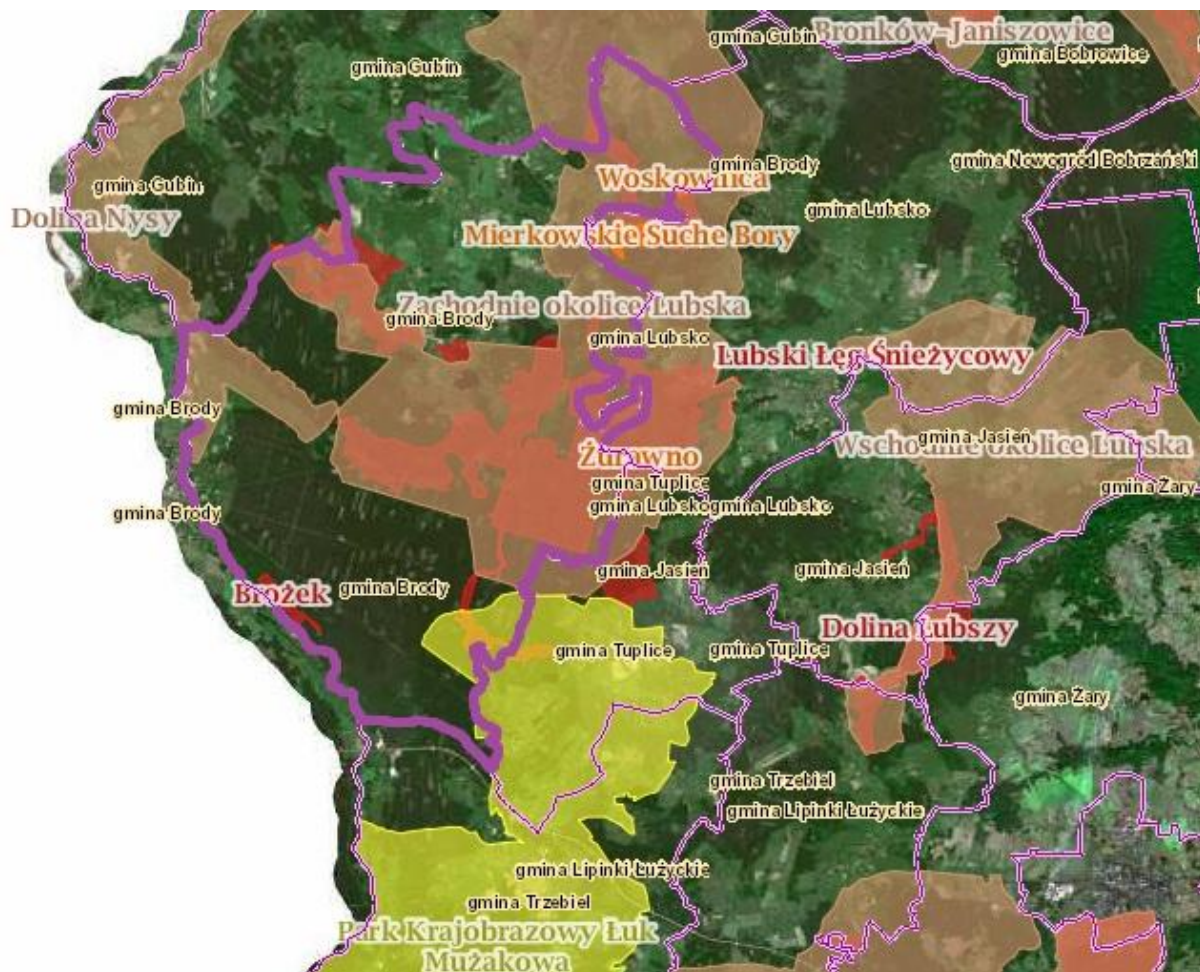 Bronków-Janiszowice
gmina Gubin
gmina Bobrowice
gmina Gubin
gmina Nowogród Bobrzański
gmina Brody
Woskownica
gmina Gubin
gmina Lubsko
Dolina Nysy
Mierkowskie Suche Bory
Zachodnie okolice Lubska
gmina Brody
gmina Lubsko
Łubski Łęg Śnieżycowy
gmina Brody
gmina Jasień
Wschodnie okolice Lubska
Żurowno
gmina Tuplice
gmina Żary
gmina Lubsko
gmina Lubsko
gmina Brody
gmina Jasień
gmina Jasień
Brożek
gmina Brody
Dolina Lubszy
gmina Tuplice
gmina Tuplice
gmina Żary
gmina Trzebiel
gmina Lipinki Łużyckie
gmina Lipinki Łużyckie
gmina Trzebiel
Park Krajobrazowy Łuk
Mużakowa